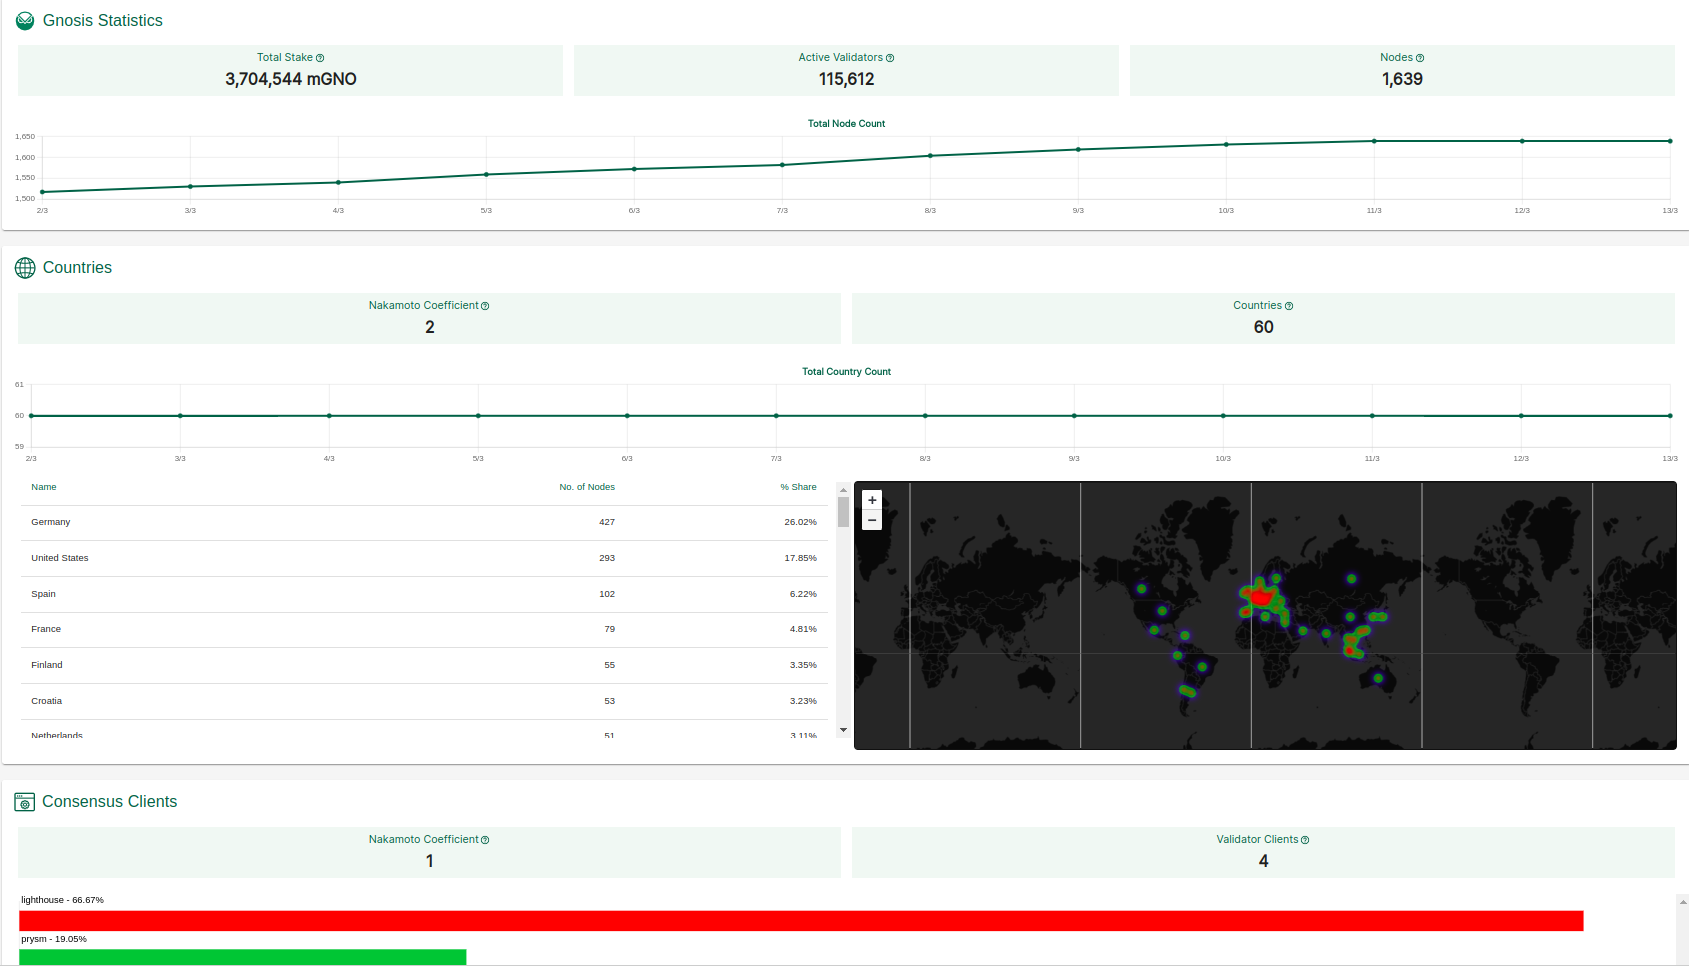 Gnosis Statistics
Total Stake
3,704,544 mGNO
Active Validators
115,612
Nodes
1,639
Total Node Count
1,650
1,600
1,550
1,500
2/3 3/3 4/3 5/3 6/3 7/3 8/3 9/3 10/3 11/3 12/3 13/3
Countries
Nakamoto Coefficient
2
Countries
60
Total Country Count
61
60
59
2/3 3/3 4/3 5/3 6/3 7/3 8/3 9/3 10/3 11/3 12/3 13/3
Name No. of Nodes % Share
Germany 427 26.02%
United States 293 17.85%
Spain 102 6.22%
France 79 4.81%
Finland 55 3.35%
Croatia 53 3.23%
Netherlands 51 3.11%
+
−
Consensus Clients
Nakamoto Coefficient
1
Validator Clients
4
lighthouse - 66.67%
prysm - 19.05%